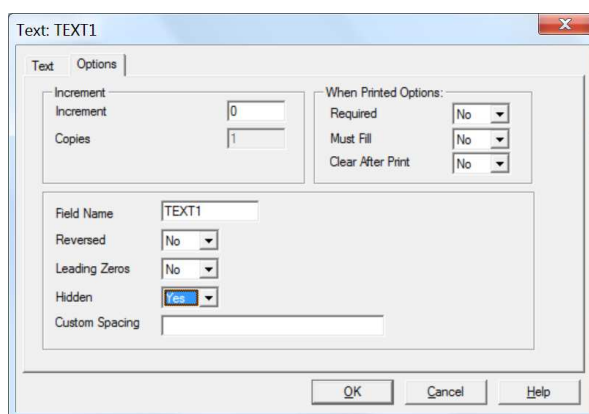 Text: TEXT1
Text Options
Increment
Increment 0
Copies 1
When Printed Options:
Required No
Must Fill No
Clear After Print No
Field Name TEXT1
Reversed No
Leading Zeros No
Hidden Yes
Custom Spacing
OK Cancel Help